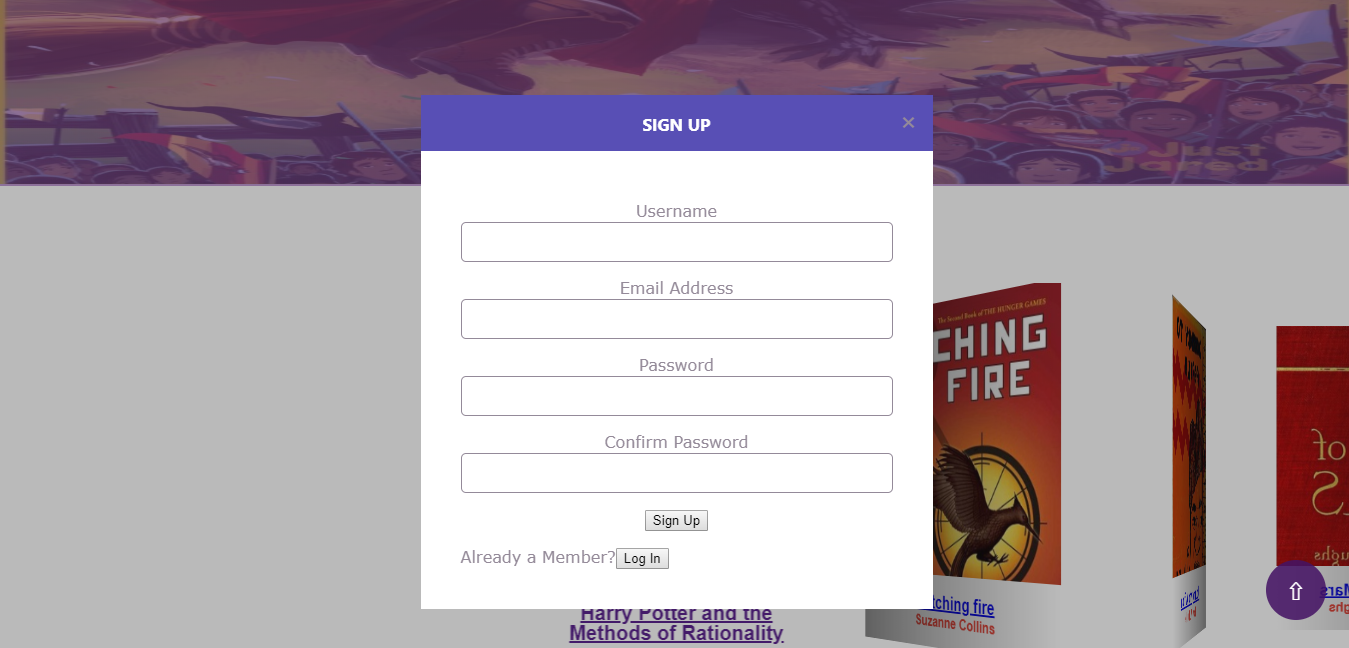 Just
Jared
SIGN UP
×
Username
Email Address
Password
Confirm Password
Sign Up
Already a Member? Log In
The Second Book of THE HUNGER GAMES
CHING
FIRE
tching fire
Suzanne Collins
Harry Potter and the
Methods of Rationality
of
⇧